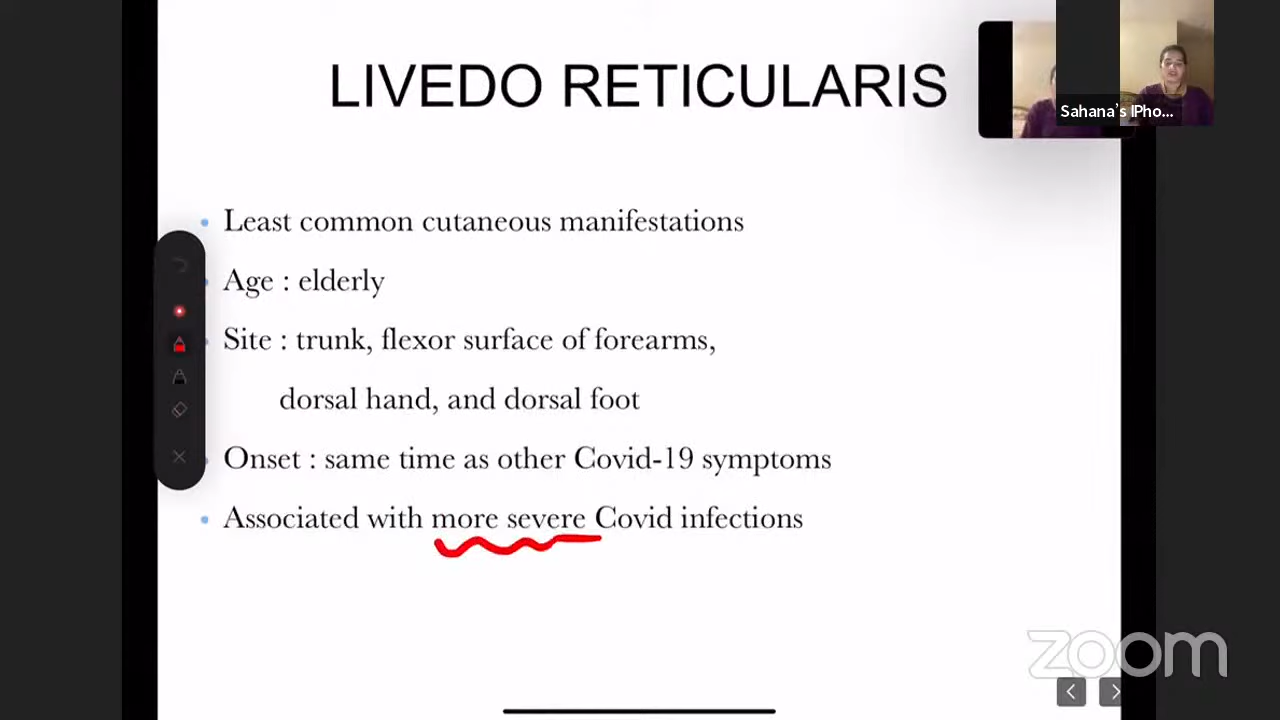 LIVEDO RETICULARIS
Sahana's IPho...
Least common cutaneous manifestations
Age : elderly
Site : trunk, flexor surface of forearms,
dorsal hand, and dorsal foot
Onset : same time as other Covid-19 symptoms
Associated with more severe Covid infections
zoom